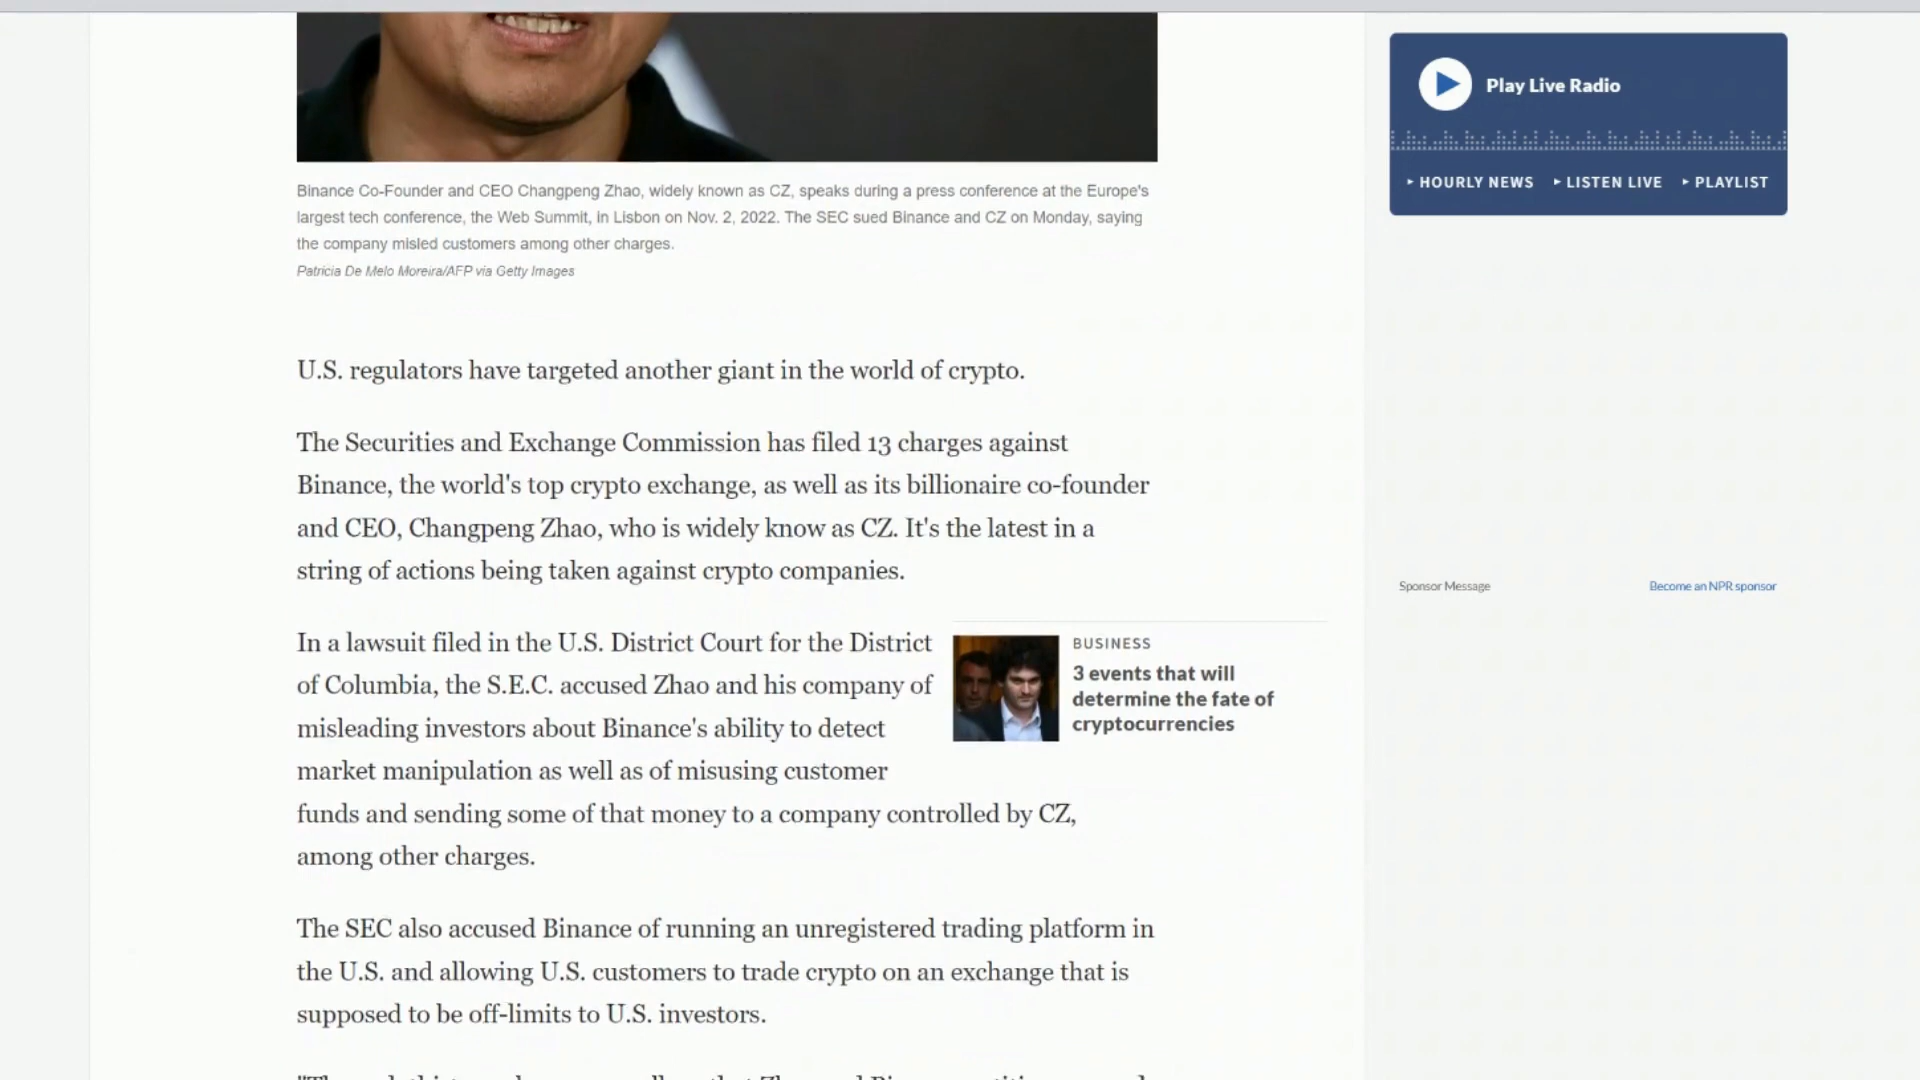 Binance Co-Founder and CEO Changpeng Zhao, widely known as CZ, speaks during a press conference at the Europe's
largest tech conference, the Web Summit, in Lisbon on Nov. 2, 2022. The SEC sued Binance and CZ on Monday, saying
the company misled customers among other charges.
Patricia De Melo Moreira/AFP via Getty Images
U.S. regulators have targeted another giant in the world of crypto.
The Securities and Exchange Commission has filed 13 charges against
Binance, the world's top crypto exchange, as well as its billionaire co-founder
and CEO, Changpeng Zhao, who is widely know as CZ. It's the latest in a
string of actions being taken against crypto companies.
In a lawsuit filed in the U.S. District Court for the District
of Columbia, the S.E.C. accused Zhao and his company of
misleading investors about Binance's ability to detect
market manipulation as well as of misusing customer
funds and sending some of that money to a company controlled by CZ,
among other charges.
BUSINESS
3 events that will
determine the fate of
cryptocurrencies
The SEC also accused Binance of running an unregistered trading platform in
the U.S. and allowing U.S. customers to trade crypto on an exchange that is
supposed to be off-limits to U.S. investors.
Play Live Radio
HOURLY NEWS
LISTEN LIVE
PLAYLIST
Sponsor Message
Become an NPR sponsor